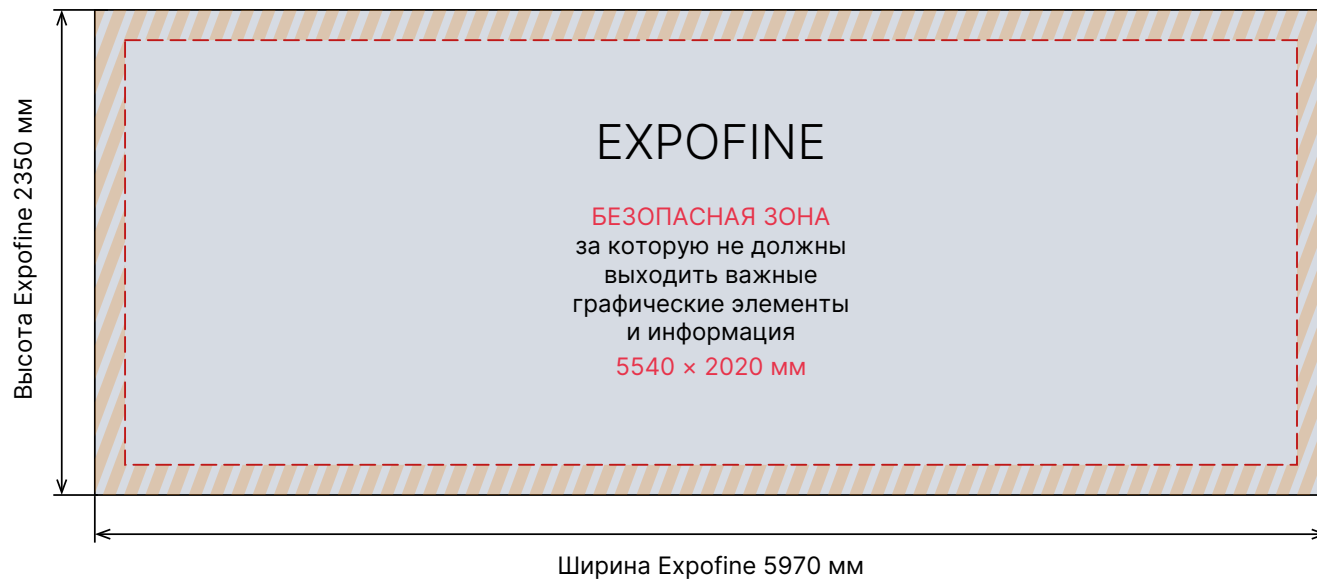 EXPOFINE
БЕЗОПАСНАЯ ЗОНА
за которую не должны
выходить важные
графические элементы
и информация
5540 × 2020 мм
Высота Expofine 2350 мм
Ширина Expofine 5970 мм